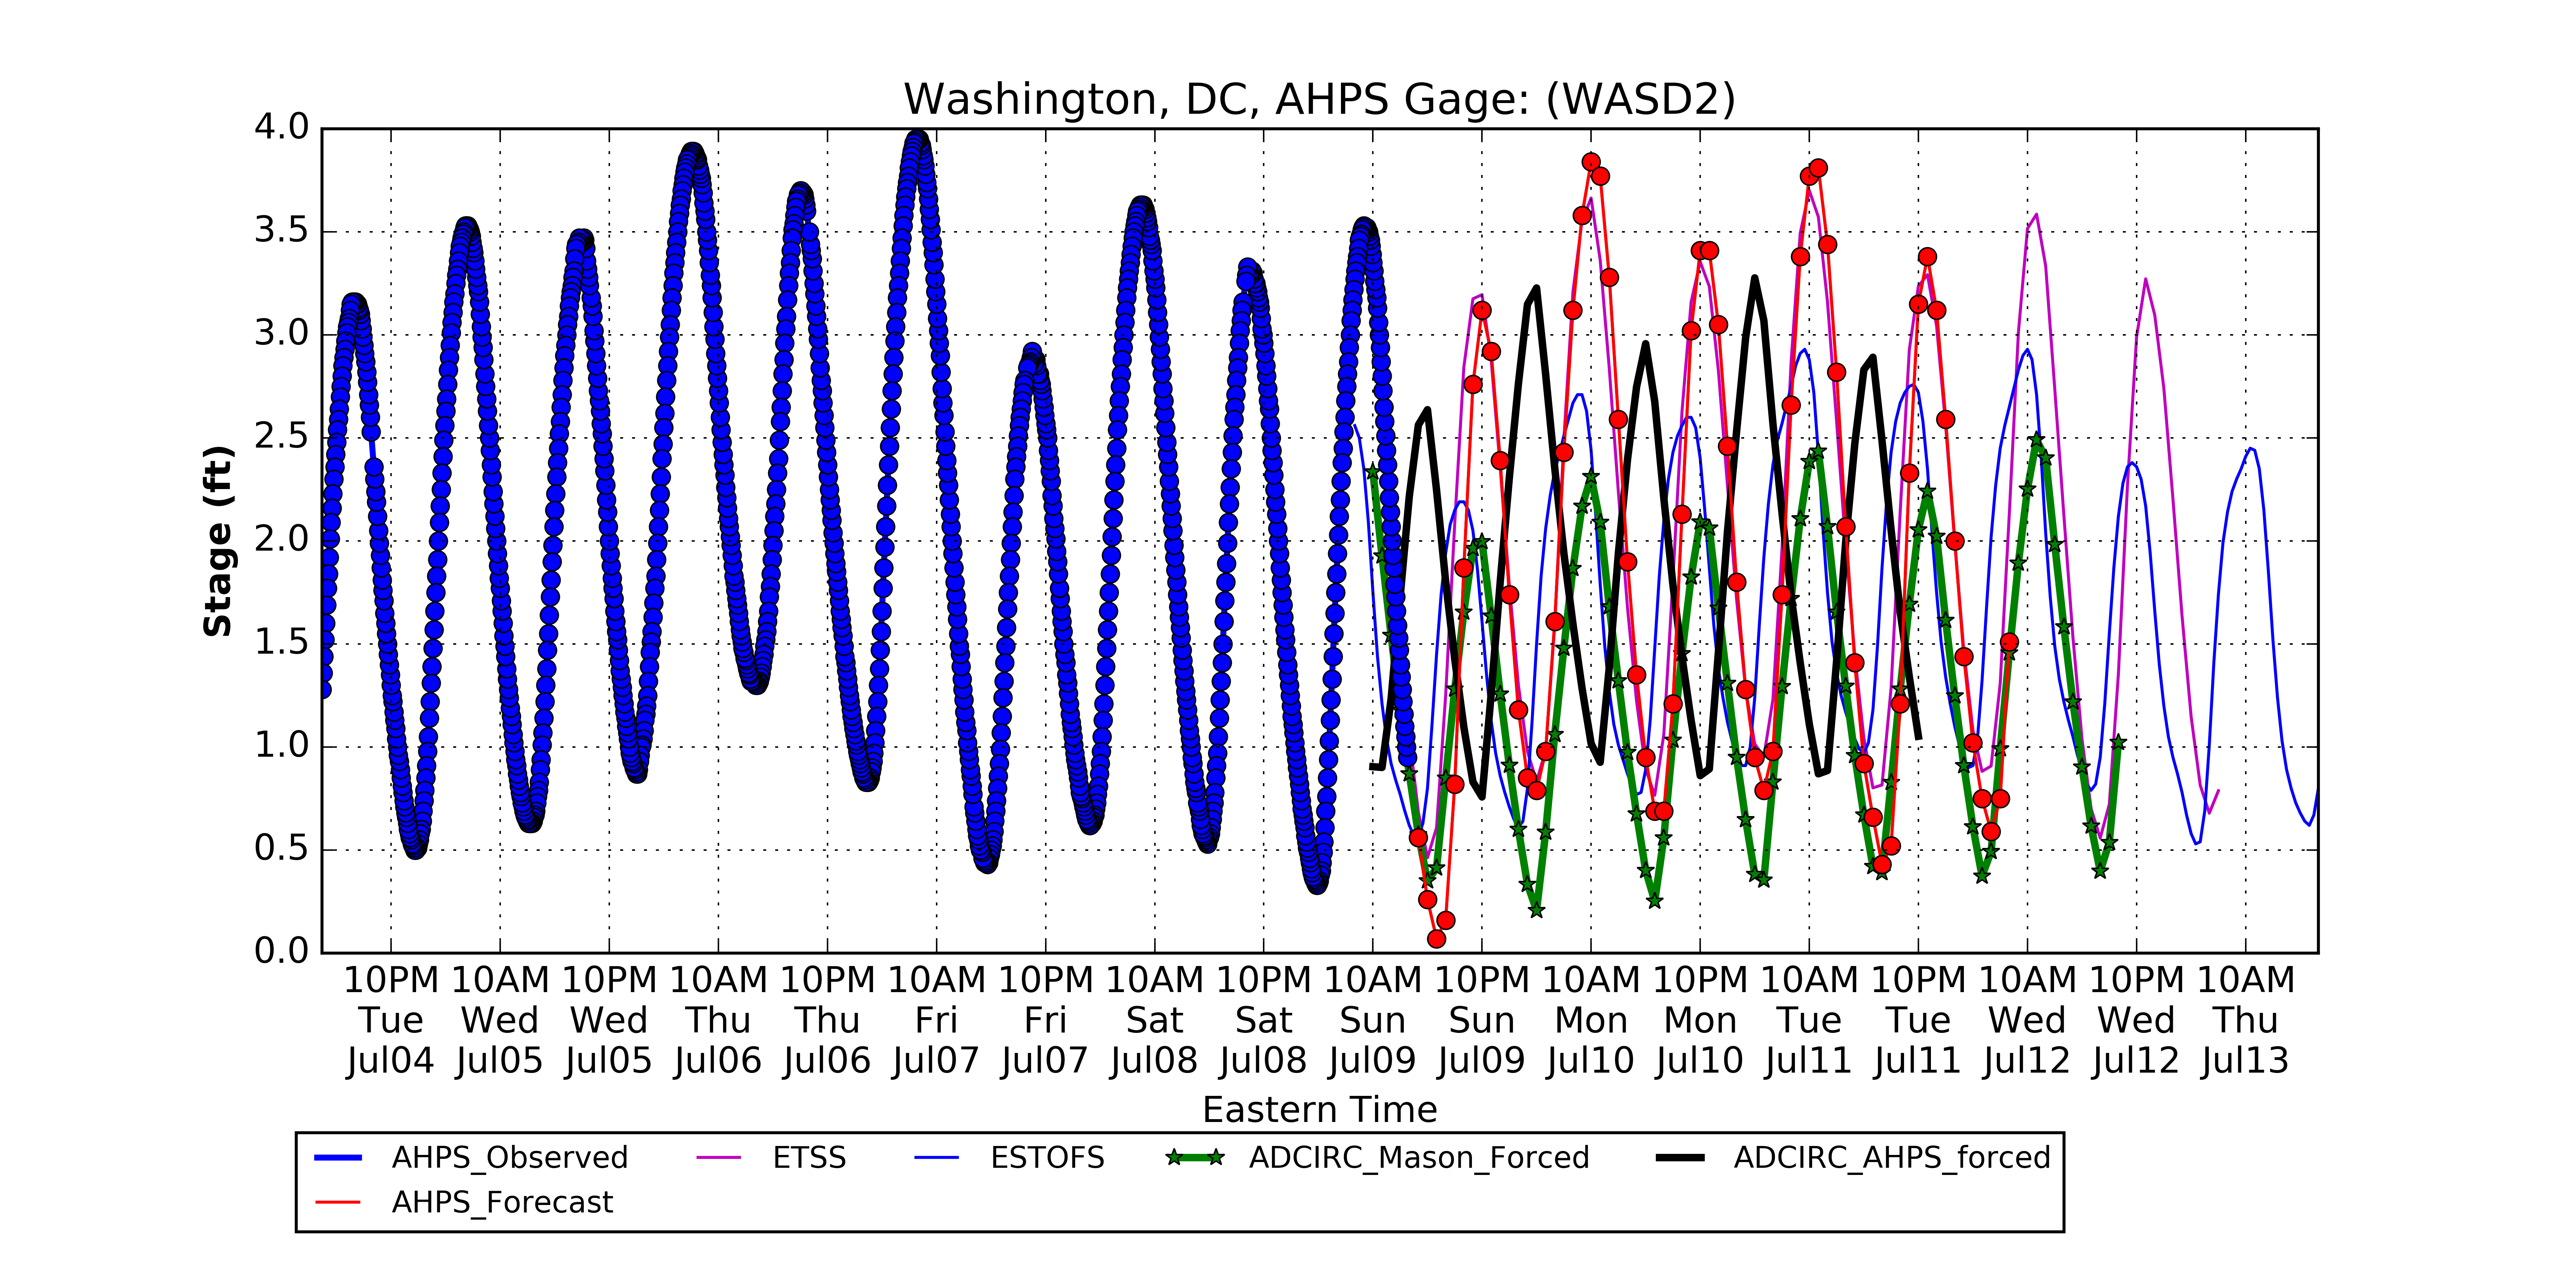 Washington, DC, AHPS Gage: (WASD2)
4.0
3.5
3.0
2.5
2.0
1.5
1.0
0.5
0.0
Stage (ft)
10PM 10AM 10PM 10AM 10PM 10AM 10PM 10AM 10PM 10AM 10PM 10AM 10PM 10AM 10PM 10AM 10PM 10AM
Tue Wed Wed Thu Thu Fri Fri Sat Sat Sun Sun Mon Mon Tue Tue Wed Wed Thu
Jul04 Jul05 Jul05 Jul06 Jul06 Jul07 Jul07 Jul08 Jul08 Jul09 Jul09 Jul10 Jul10 Jul11 Jul11 Jul12 Jul12 Jul13
Eastern Time
AHPS_Observed ETSS ESTOFS ADCIRC_Mason_Forced ADCIRC_AHPS_forced
AHPS_Forecast